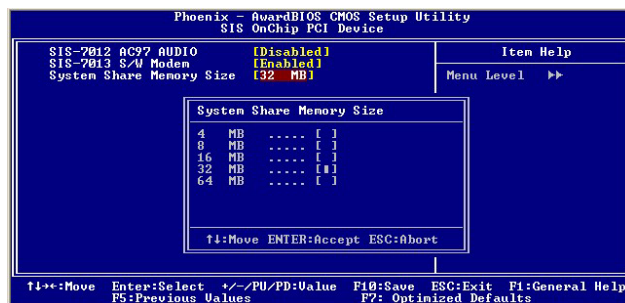 Phoenix - AwardBIOS CMOS Setup Utility
SIS OnChip PCI Device
SIS-7012 AC97 AUDIO [Disabled]
SIS-7013 S/W Modem [Enabled]
System Share Memory Size [32 MB]
Item Help
Menu Level ▶▶
System Share Memory Size
4 MB ..... [ ]
8 MB ..... [ ]
16 MB ..... [ ]
32 MB ..... [■]
64 MB ..... [ ]
↑↓:Move ENTER:Accept ESC:Abort
↑↓→←:Move Enter:Select +/-/PU/PD:Value F10:Save ESC:Exit F1:General Help
F5:Previous Values F7: Optimized Defaults